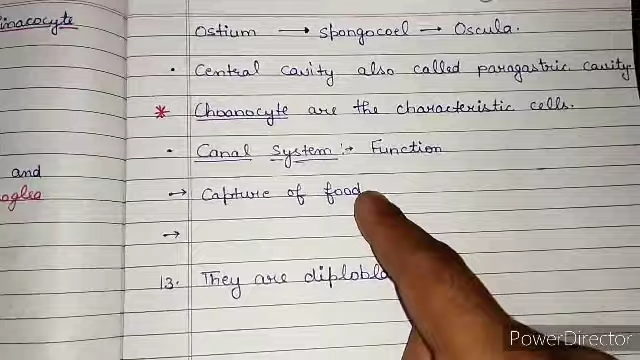 Ostium → spongocoel → Oscula.
• Central cavity also called paragastric cavity.
* Choanocyte are the characteristic cells.
• Canal System :→ Function
and
→ Capture of food
→
13. They are
PowerDirector